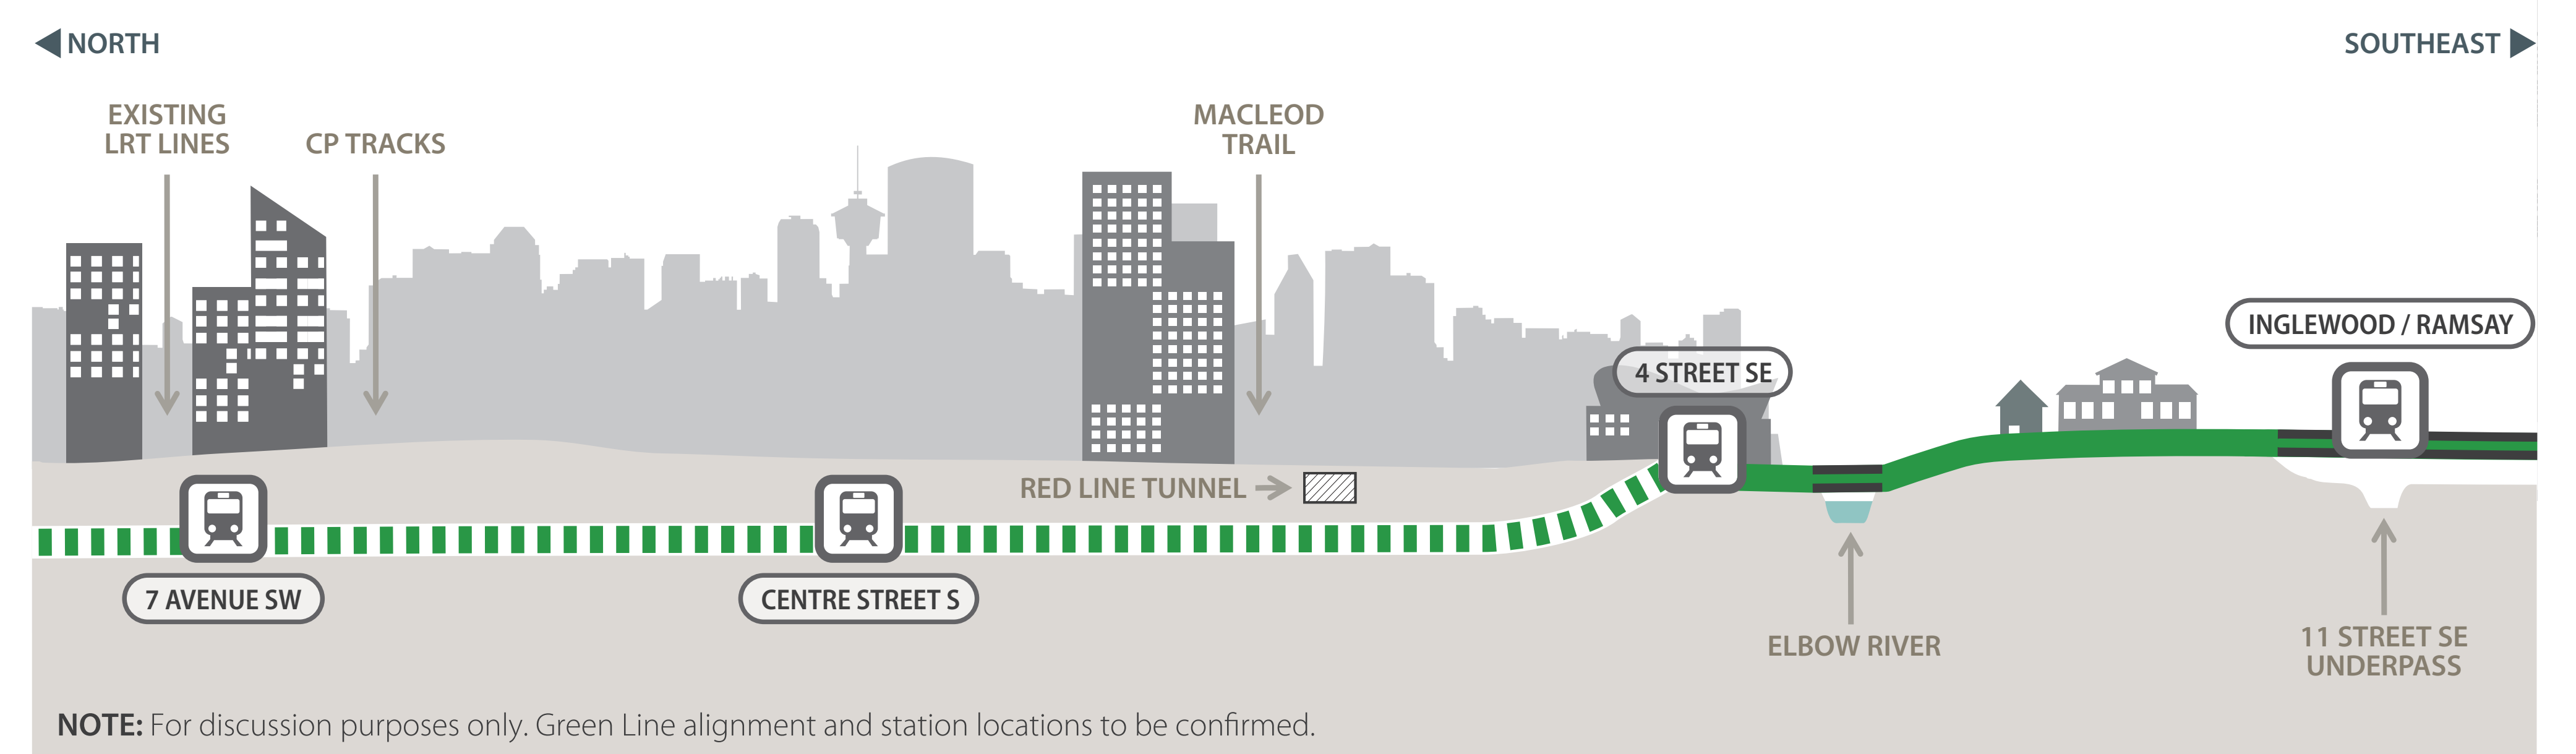 NORTH
SOUTHEAST
EXISTING
LRT LINES
CP TRACKS
MACLEOD
TRAIL
INGLEWOOD / RAMSAY
4 STREET SE
RED LINE TUNNEL
7 AVENUE SW
CENTRE STREET S
ELBOW RIVER
11 STREET SE
UNDERPASS
NOTE: For discussion purposes only. Green Line alignment and station locations to be confirmed.